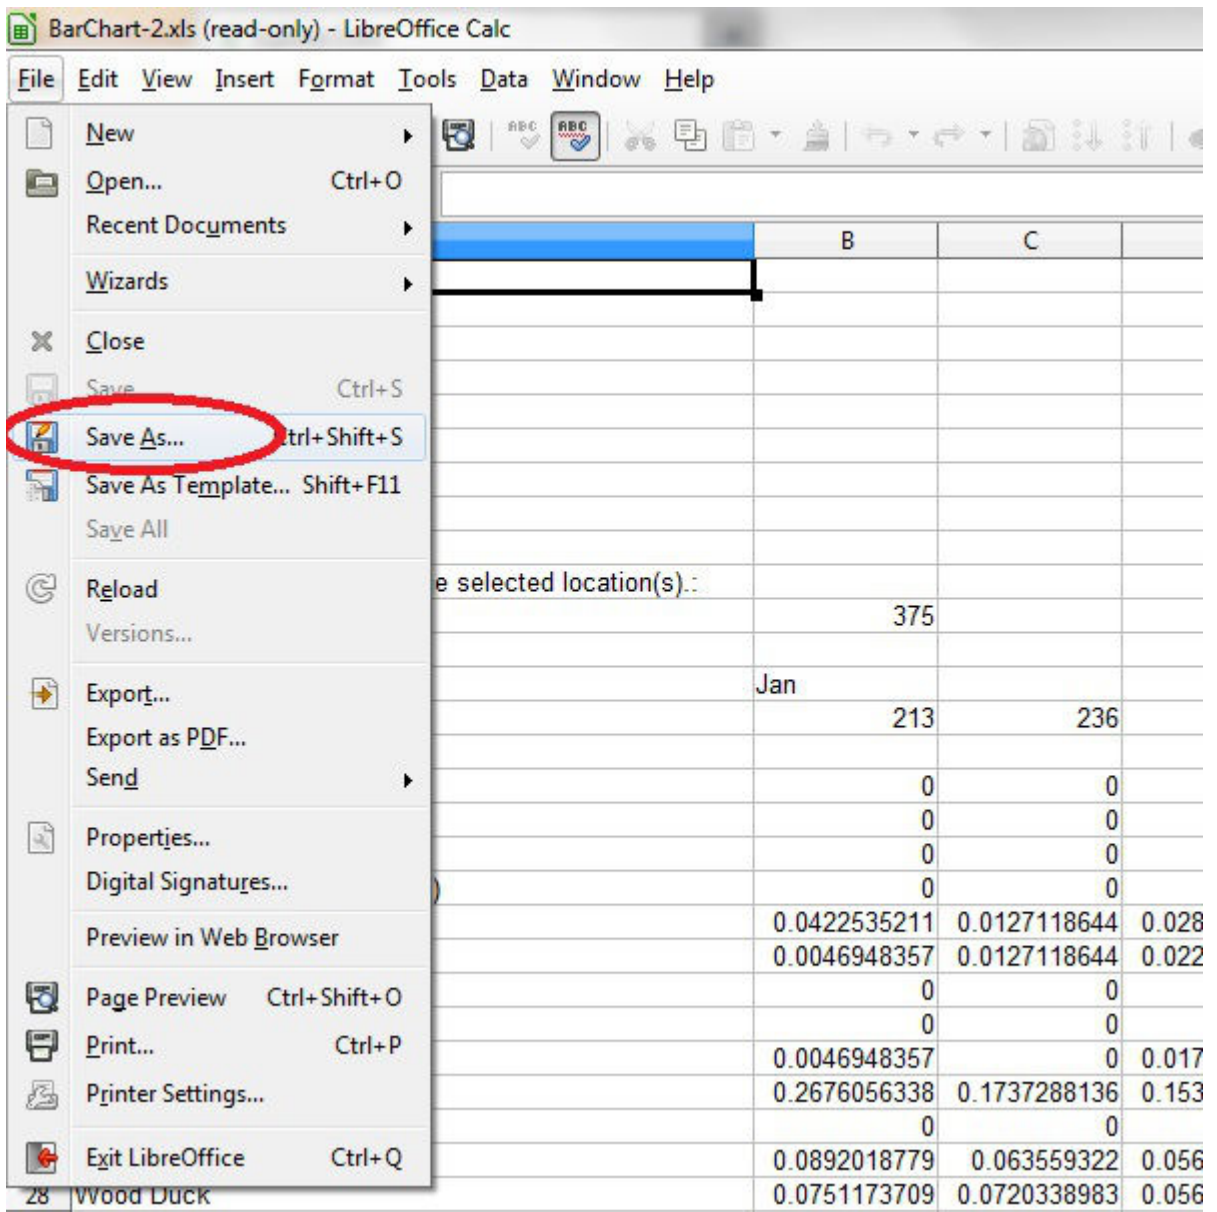 BarChart-2.xls (read-only) - LibreOffice Calc
File Edit View Insert Format Tools Data Window Help
New
ABC ABC
Open... Ctrl+O
Recent Documents
B C
Wizards
Close
Save Ctrl+S
Save As... Ctrl+Shift+S
Save As Template... Shift+F11
Save All
e selected location(s).:
Reload
375
Versions...
Export...
Jan
213 236
Export as PDF...
Send
0 0
0 0
Properties...
0 0
Digital Signatures...
) 0 0
0.0422535211 0.0127118644 0.028
Preview in Web Browser
0.0046948357 0.0127118644 0.022
Page Preview Ctrl+Shift+O
0 0
0 0
Print... Ctrl+P
0.0046948357 0 0.017
Printer Settings...
0.2676056338 0.1737288136 0.153
0 0
Exit LibreOffice Ctrl+Q
0.0892018779 0.063559322 0.056
28 Wood Duck 0.0751173709 0.0720338983 0.056